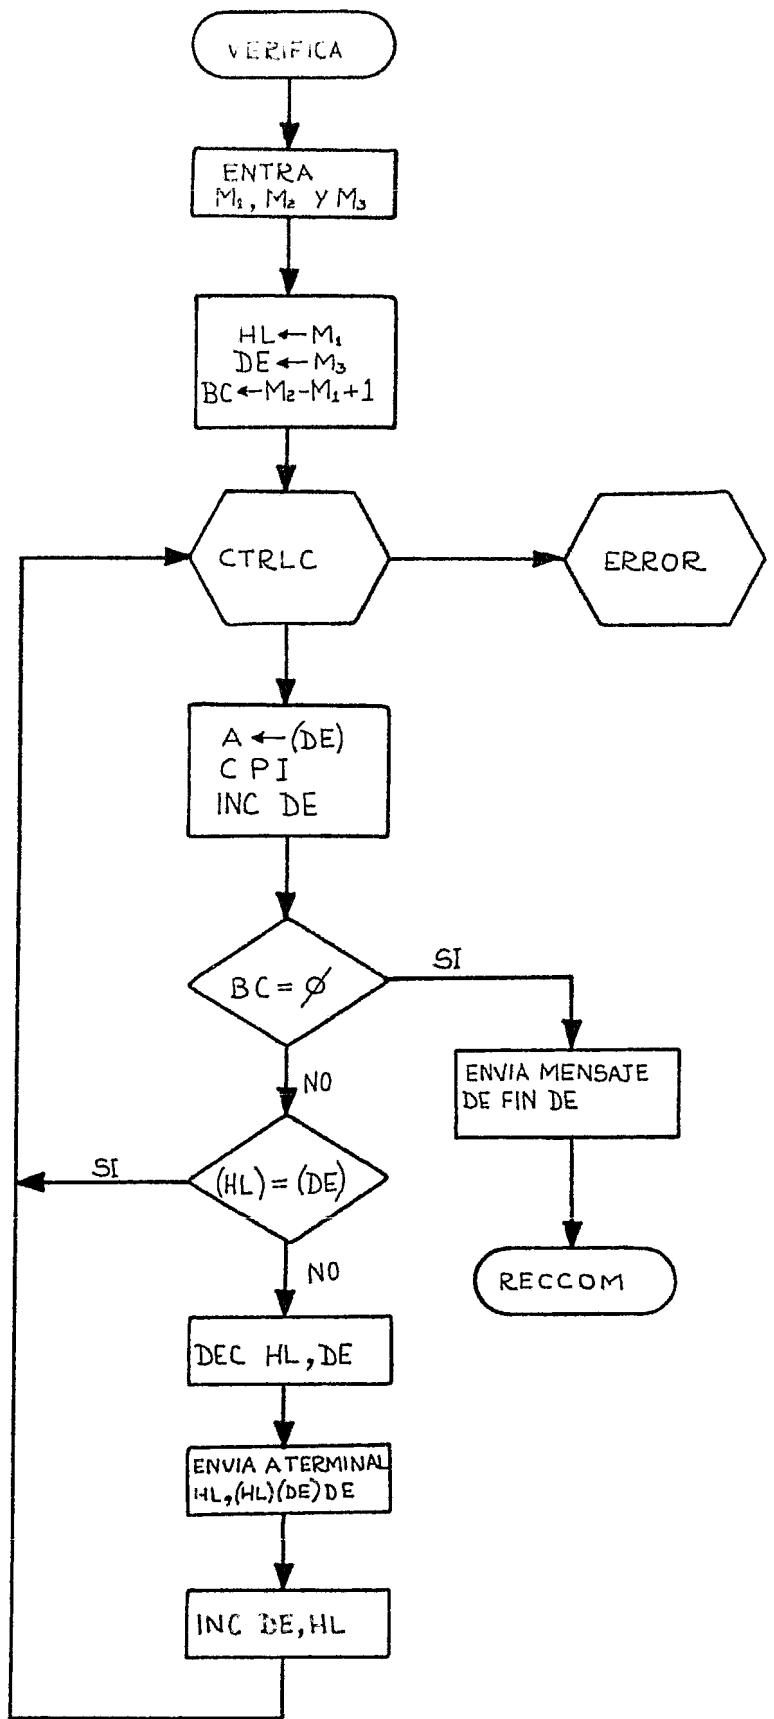 VERIFICA
ENTRA
M₁, M₂ Y M₃
HL←M₁
DE←M₃
BC←M₂-M₁+1
CTRLC
ERROR
A ← (DE)
CPI
INC DE
BC = ∅
SI
NO
ENVIA MENSAJE
DE FIN DE
(HL) = (DE)
SI
NO
RECCOM
DEC HL, DE
ENVIA A TERMINAL
HL,(HL)(DE)DE
INC DE, HL